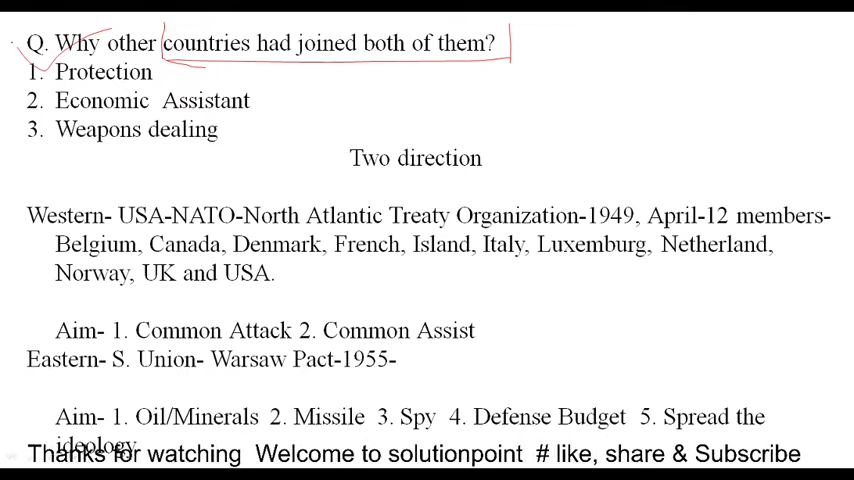 Q. Why other countries had joined both of them?
1. Protection
2. Economic Assistant
3. Weapons dealing
Two direction
Western- USA-NATO-North Atlantic Treaty Organization-1949, April-12 members-
Belgium, Canada, Denmark, French, Island, Italy, Luxemburg, Netherland,
Norway, UK and USA.
Aim- 1. Common Attack 2. Common Assist
Eastern- S. Union- Warsaw Pact-1955-
Aim- 1. Oil/Minerals 2. Missile 3. Spy 4. Defense Budget 5. Spread the
ideology
Thanks for watching Welcome to solutionpoint # like, share & Subscribe